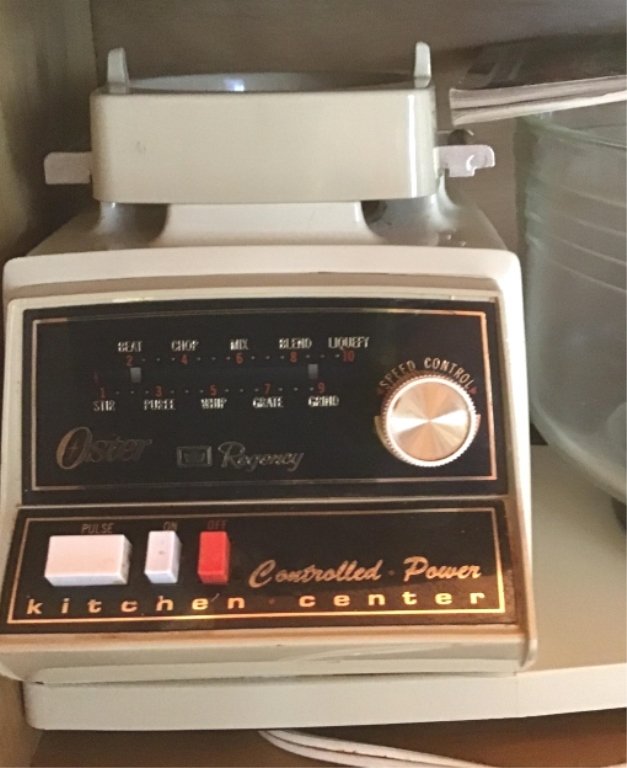 BEAT CHOP MIX BLEND LIQUEFY
2 4 6 8 10
1 3 5 7 9
STIR PUREE WHIP GRATE GRIND
SPEED CONTROL
Oster Regency
PULSE ON OFF
Controlled · Power
kitchen · center